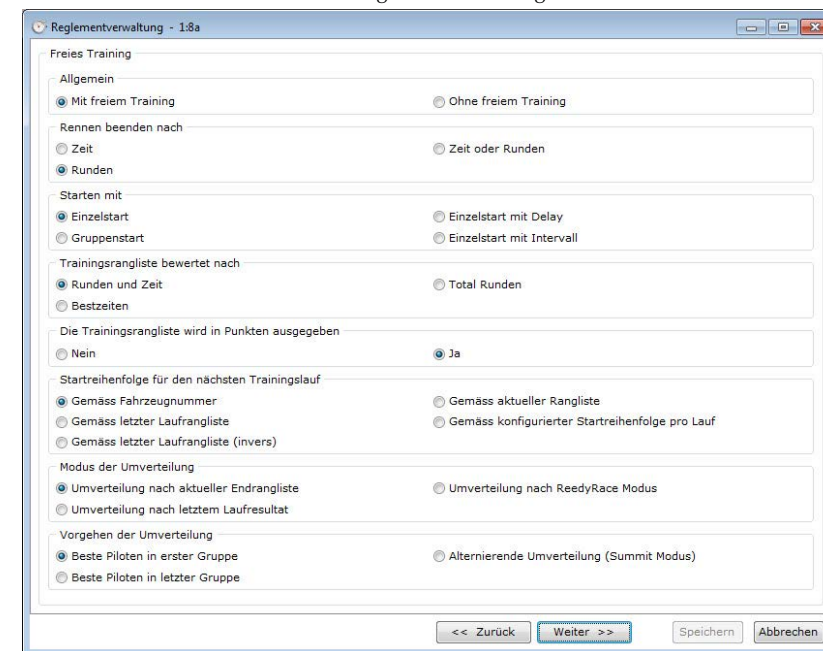 Reglementverwaltung - 1:8a
Freies Training
Allgemein
Mit freiem Training Ohne freiem Training
Rennen beenden nach
Zeit Zeit oder Runden
Runden
Starten mit
Einzelstart Einzelstart mit Delay
Gruppenstart Einzelstart mit Intervall
Trainingsrangliste bewertet nach
Runden und Zeit Total Runden
Bestzeiten
Die Trainingsrangliste wird in Punkten ausgegeben
Nein Ja
Startreihenfolge für den nächsten Trainingslauf
Gemäss Fahrzeugnummer Gemäss aktueller Rangliste
Gemäss letzter Laufrangliste Gemäss konfigurierter Startreihenfolge pro Lauf
Gemäss letzter Laufrangliste (invers)
Modus der Umverteilung
Umverteilung nach aktueller Endrangliste Umverteilung nach ReedyRace Modus
Umverteilung nach letztem Laufresultat
Vorgehen der Umverteilung
Beste Piloten in erster Gruppe Alternierende Umverteilung (Summit Modus)
Beste Piloten in letzter Gruppe
<< Zurück Weiter >> Speichern Abbrechen